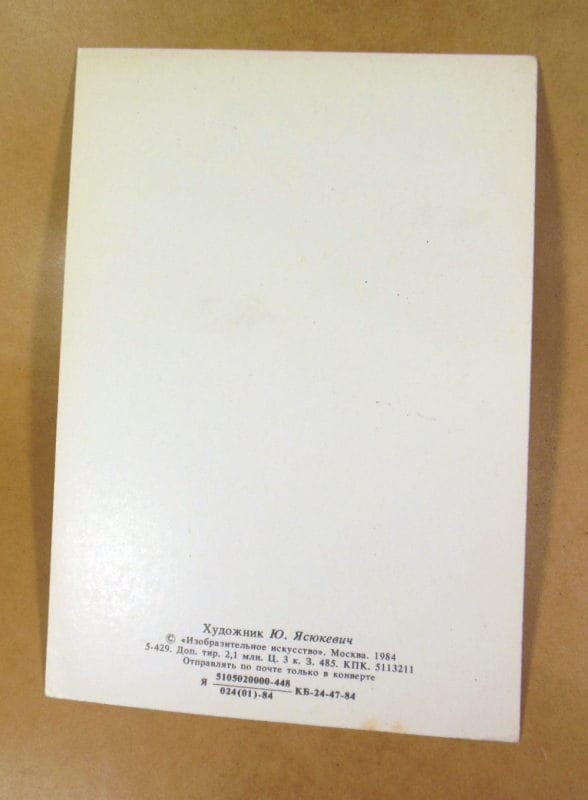 Художник Ю. Ясюкевич
© «Изобразительное искусство». Москва. 1984
5-429. Доп. тир. 2,1 млн. Ц. 3 к. З. 485. КПК. 5113211
Отправлять по почте только в конверте
Я 5105020000-448
024(01)-84 КБ-24-47-84